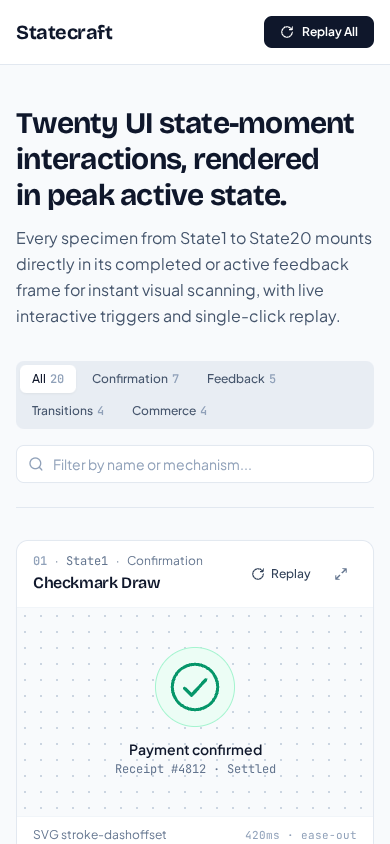 Statecraft
Replay All
Twenty UI state-moment
interactions, rendered
in peak active state.
Every specimen from State1 to State20 mounts
directly in its completed or active feedback
frame for instant visual scanning, with live
interactive triggers and single-click replay.
All 20 Confirmation 7 Feedback 5
Transitions 4 Commerce 4
Filter by name or mechanism...
01 · State1 · Confirmation
Checkmark Draw
Replay
Payment confirmed
Receipt #4812 · Settled
SVG stroke-dashoffset 420ms · ease-out